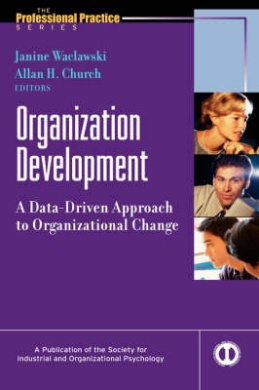 THE
Professional Practice
SERIES
Janine Waclawski
Allan H. Church
EDITORS
Organization
Development
A Data-Driven Approach
to Organizational Change
A Publication of the Society for
Industrial and Organizational Psychology